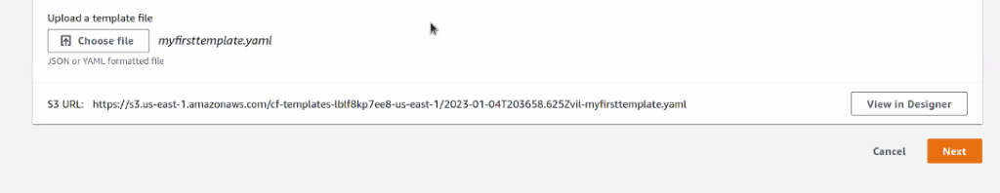 Upload a template file
Choose file myfirsttemplate.yaml
JSON or YAML formatted file
S3 URL: https://s3.us-east-1.amazonaws.com/cf-templates-lblf8kp7ee8-us-east-1/2023-01-04T203658.625Zvil-myfirsttemplate.yaml
View in Designer
Cancel
Next